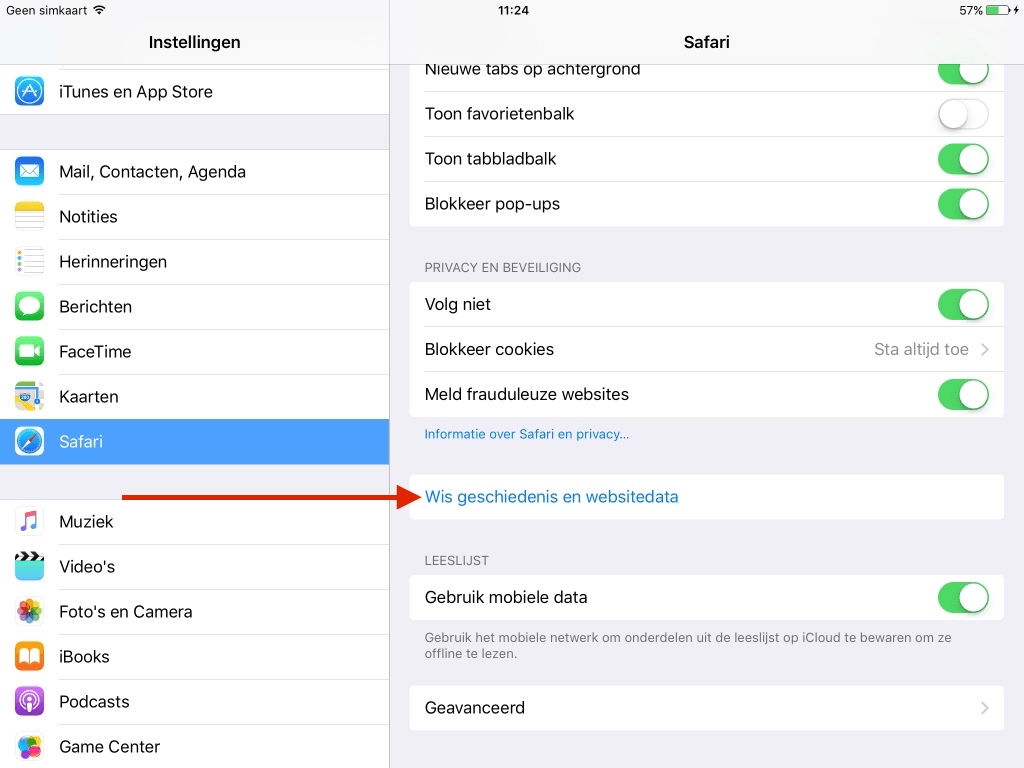 Geen simkaart
11:24
57%
Instellingen
Safari
iTunes en App Store
Mail, Contacten, Agenda
Notities
Herinneringen
Berichten
FaceTime
Kaarten
Safari
Muziek
Video's
Foto's en Camera
iBooks
Podcasts
Game Center
Nieuwe tabs op achtergrond
Toon favorietenbalk
Toon tabbladbalk
Blokkeer pop-ups
PRIVACY EN BEVEILIGING
Volg niet
Blokkeer cookies
Sta altijd toe
Meld frauduleuze websites
Informatie over Safari en privacy...
Wis geschiedenis en websitedata
LEESLIJST
Gebruik mobiele data
Gebruik het mobiele netwerk om onderdelen uit de leeslijst op iCloud te bewaren om ze
offline te lezen.
Geavanceerd